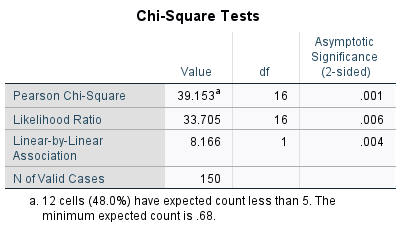 Chi-Square Tests
Asymptotic
Significance
Value df (2-sided)
Pearson Chi-Square 39.153a 16 .001
Likelihood Ratio 33.705 16 .006
Linear-by-Linear 8.166 1 .004
Association
N of Valid Cases 150
a. 12 cells (48.0%) have expected count less than 5. The
minimum expected count is .68.